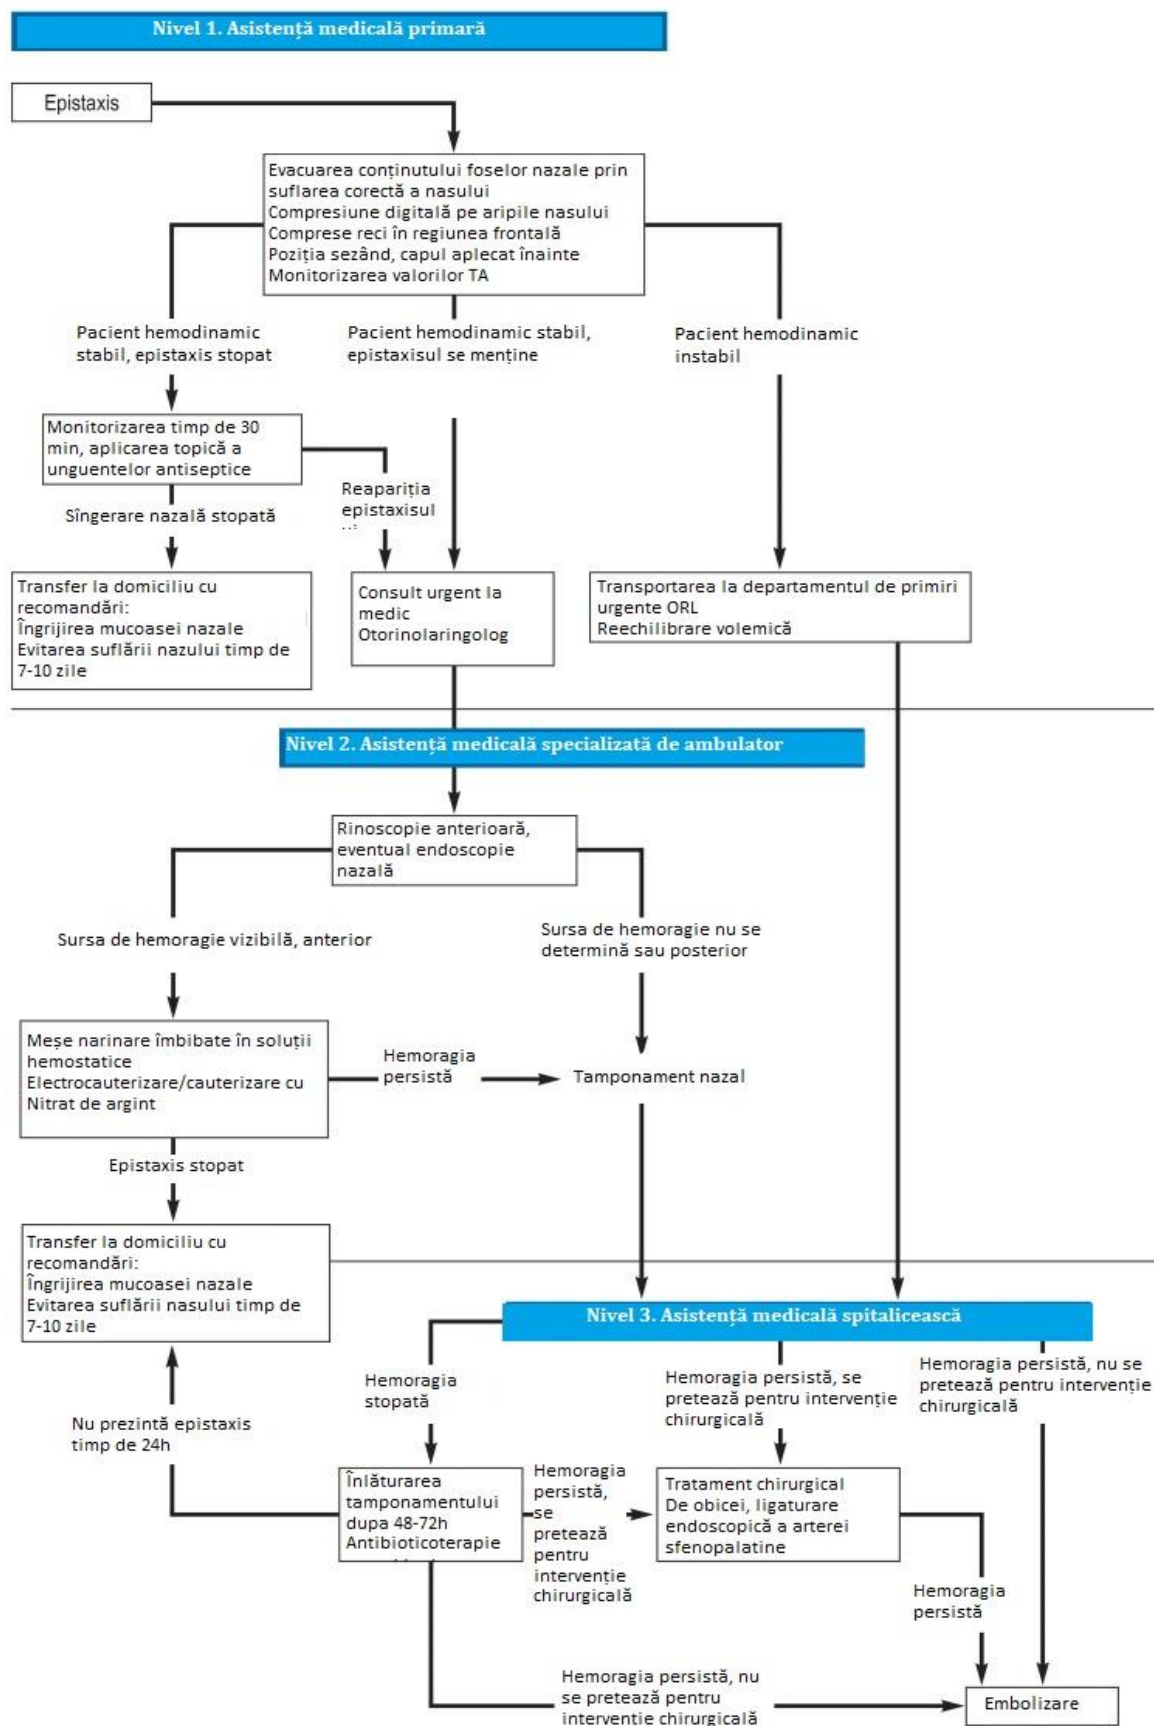 Nivel 1. Asistență medicală primară
Epistaxis
Evacuarea conținutului foselor nazale prin
suflarea corectă a nasului
Compresiune digitală pe aripile nasului
Comprese reci în regiunea frontală
Poziția sezând, capul aplecat înainte
Monitorizarea valorilor TA
Pacient hemodinamic
stabil, epistaxis stopat
Pacient hemodinamic stabil,
epistaxisul se menține
Pacient hemodinamic
instabil
Monitorizarea timp de 30
min, aplicarea topică a
unguentelor antiseptice
Reapariția
epistaxisul
Sîngerare nazală stopată
Transfer la domiciliu cu
recomandări:
Îngrijirea mucoasei nazale
Evitarea suflării nazului timp de
7-10 zile
Consult urgent la
medic
Otorinolaringolog
Transportarea la departamentul de primiri
urgente ORL
Reechilibrare volemică
Nivel 2. Asistență medicală specializată de ambulator
Rinoscopie anterioară,
eventual endoscopie
nazală
Sursa de hemoragie vizibilă, anterior
Sursa de hemoragie nu se
determină sau posterior
Meșe narinare îmbibate în soluții
hemostatice
Electrocauterizare/cauterizare cu
Nitrat de argint
Hemoragia
persistă
Tamponament nazal
Epistaxis stopat
Transfer la domiciliu cu
recomandări:
Îngrijirea mucoasei nazale
Evitarea suflării nasului timp de
7-10 zile
Nivel 3. Asistență medicală spitalicească
Hemoragia
stopată
Hemoragia persistă, se
pretează pentru intervenție
chirurgicală
Hemoragia persistă, nu se
pretează pentru intervenție
chirurgicală
Nu prezintă epistaxis
timp de 24h
Înlăturarea
tamponamentului
dupa 48-72h
Antibioticoterapie
Hemoragia
persistă,
se
pretează
pentru
intervenție
chirurgicală
Tratament chirurgical
De obicei, ligaturare
endoscopică a arterei
sfenopalatine
Hemoragia
persistă
Hemoragia persistă, nu
se pretează pentru
intervenție chirurgicală
Embolizare